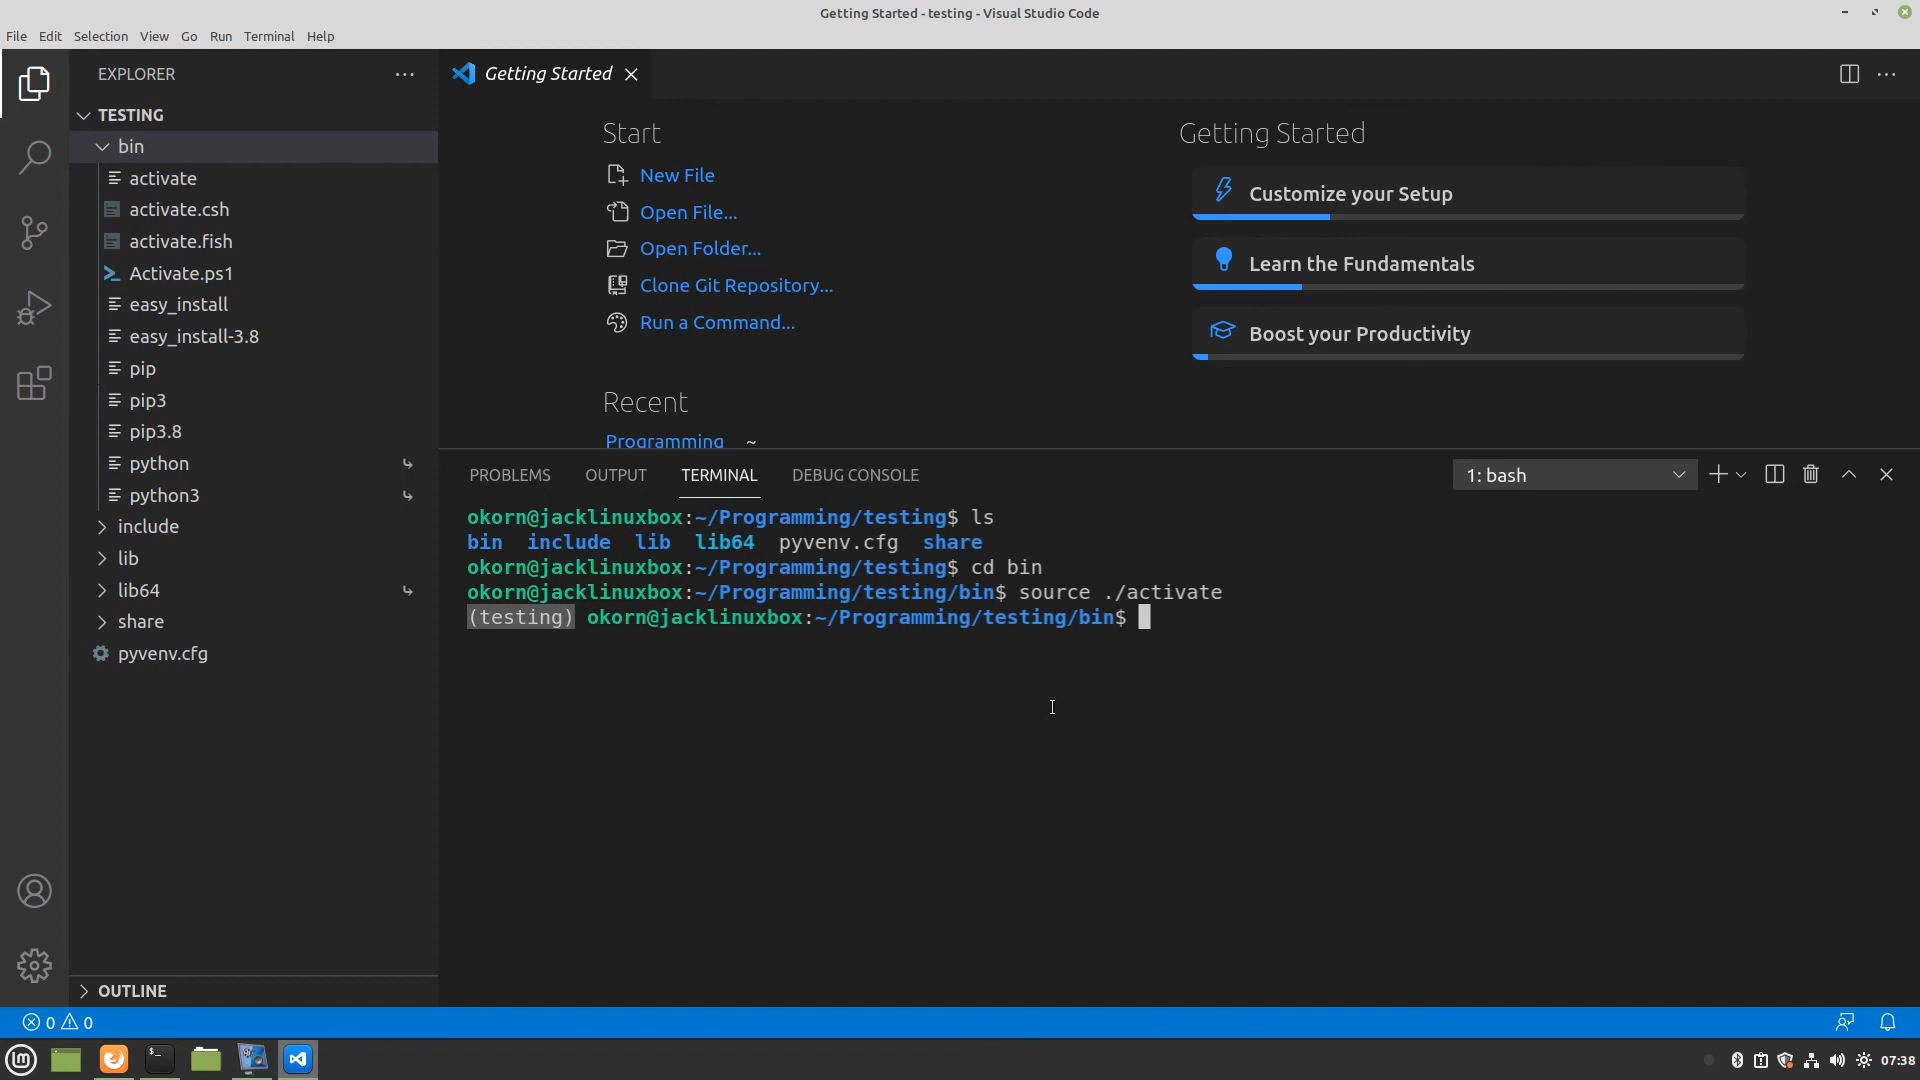 Getting Started - testing - Visual Studio Code
File Edit Selection View Go Run Terminal Help
EXPLORER
TESTING
bin
activate
activate.csh
activate.fish
Activate.ps1
easy_install
easy_install-3.8
pip
pip3
pip3.8
python
python3
include
lib
lib64
share
pyvenv.cfg
OUTLINE
Getting Started
Start
New File
Open File...
Open Folder...
Clone Git Repository...
Run a Command...
Recent
Programming ~
Getting Started
Customize your Setup
Learn the Fundamentals
Boost your Productivity
PROBLEMS OUTPUT TERMINAL DEBUG CONSOLE 1: bash
okorn@jacklinuxbox:~/Programming/testing$ ls
bin include lib lib64 pyvenv.cfg share
okorn@jacklinuxbox:~/Programming/testing$ cd bin
okorn@jacklinuxbox:~/Programming/testing/bin$ source ./activate
(testing) okorn@jacklinuxbox:~/Programming/testing/bin$
0 0
07:38